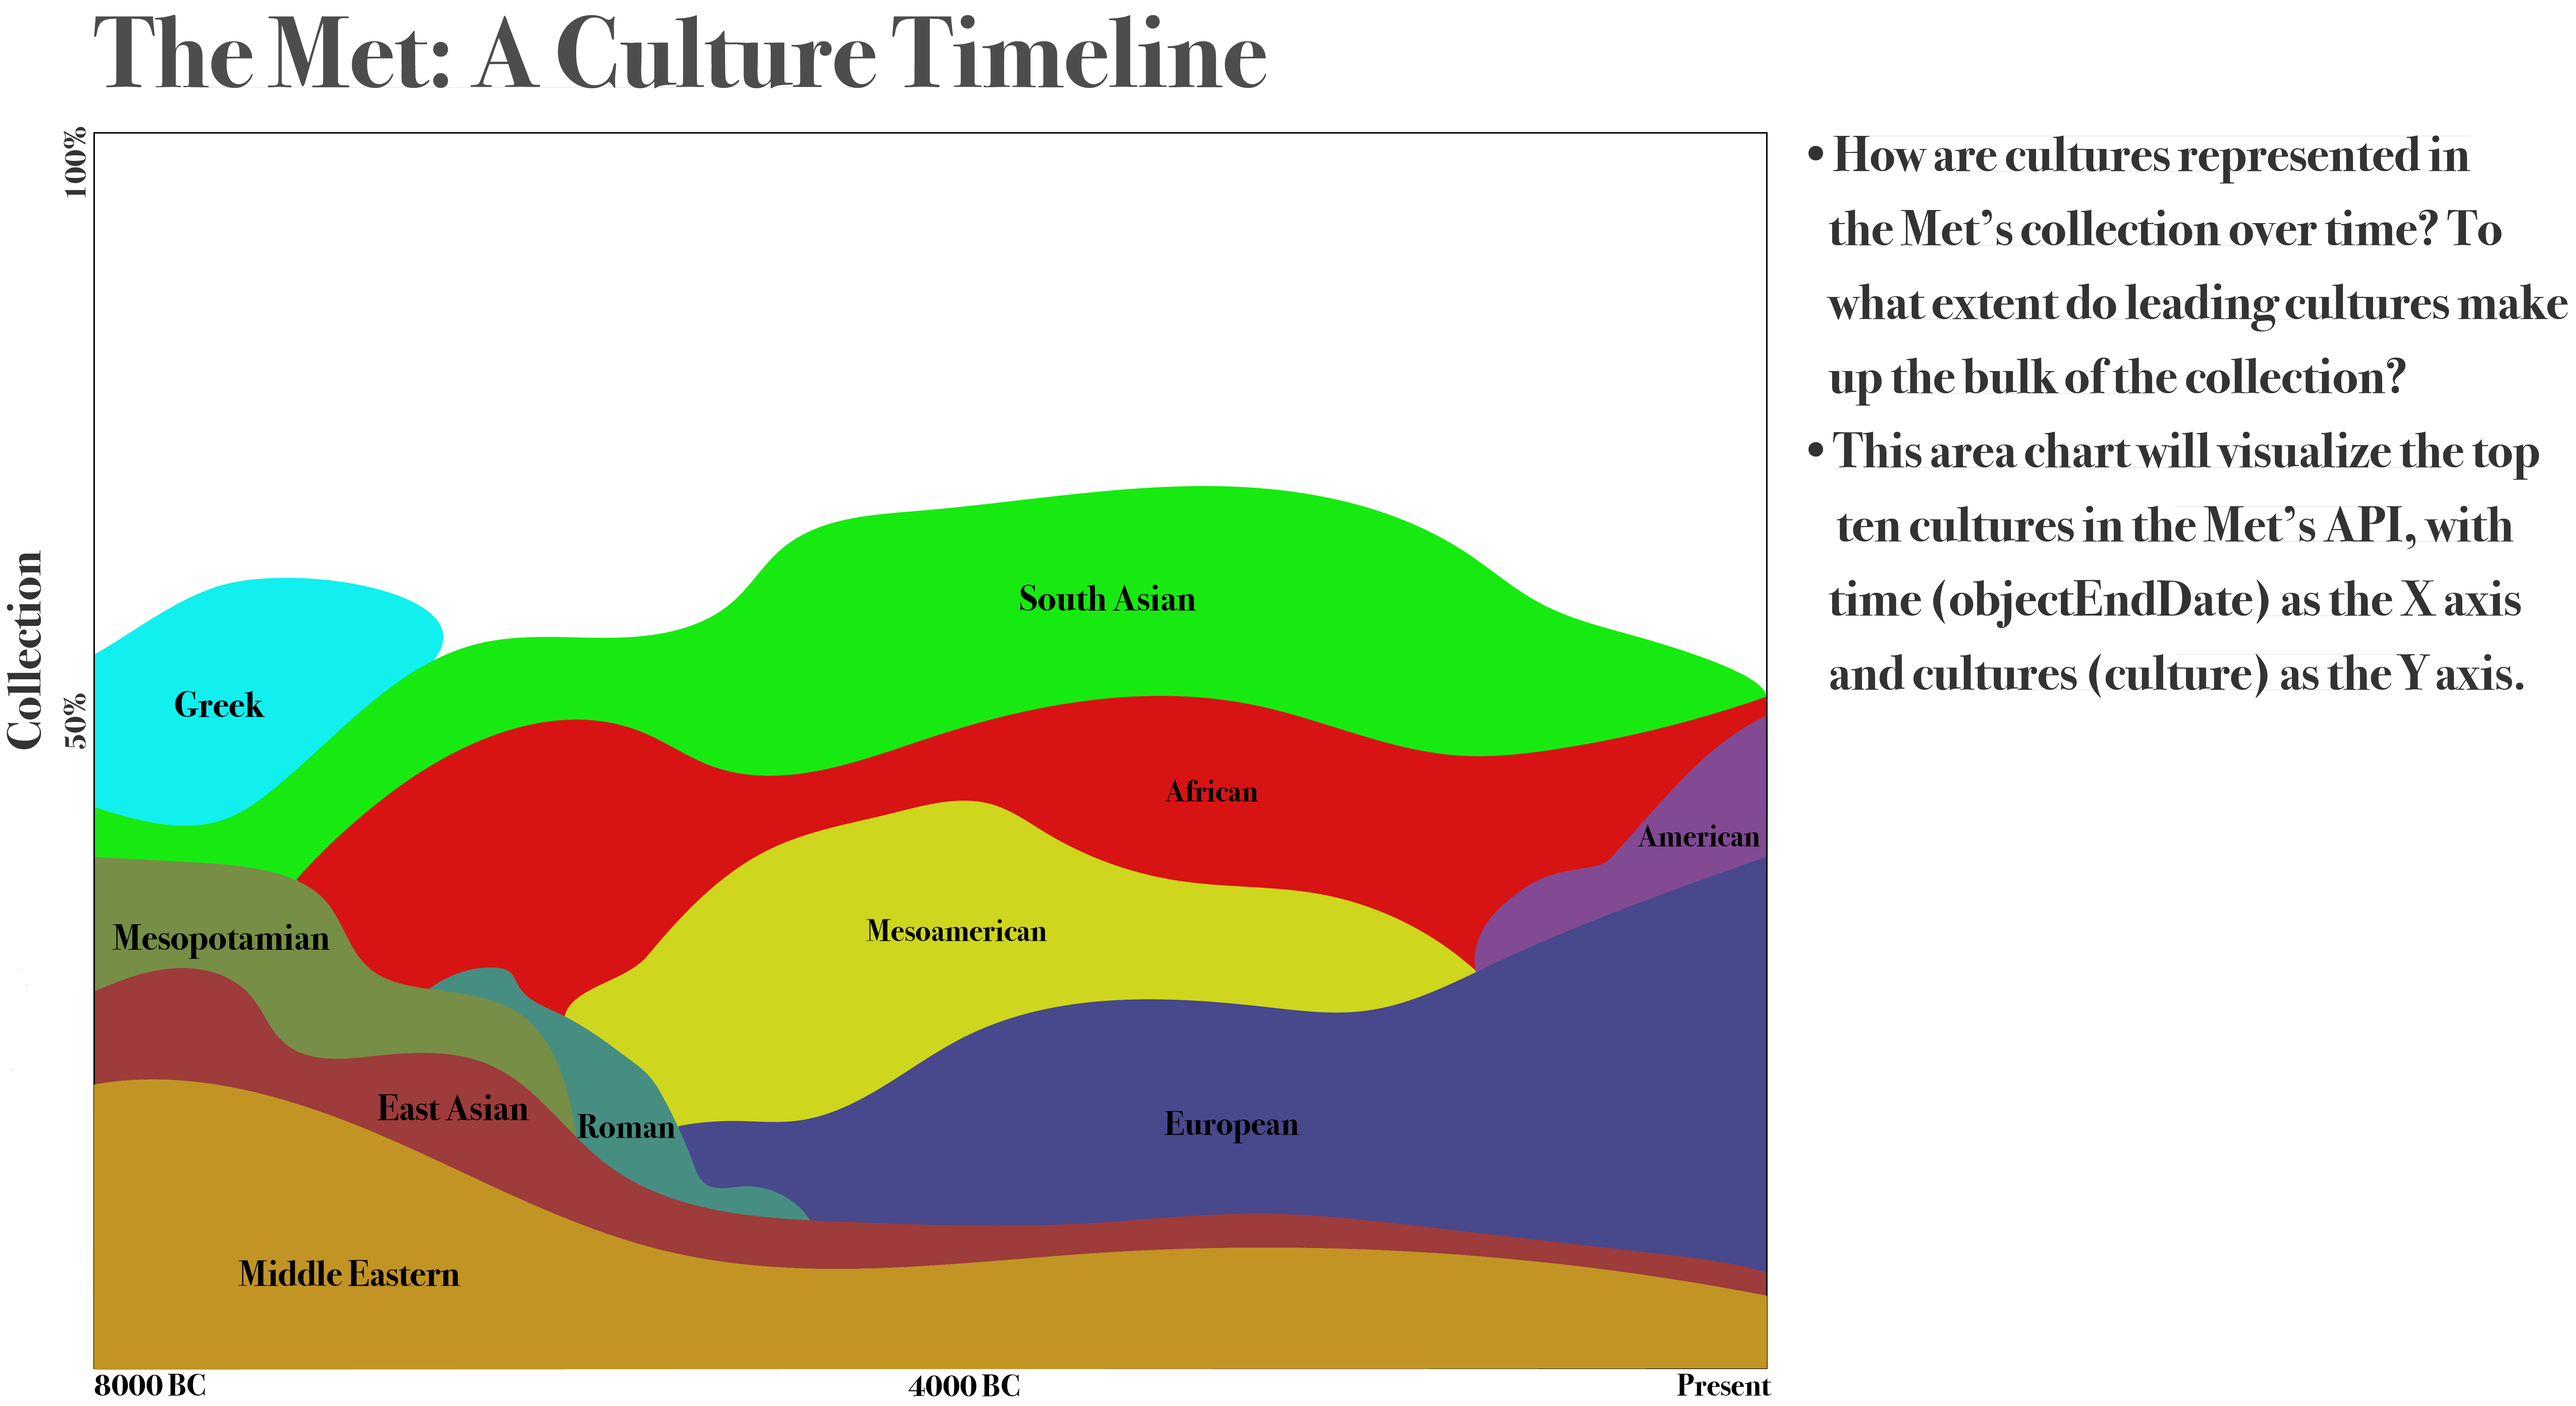 The Met: A Culture Timeline
100%
50%
Collection
Greek
South Asian
African
American
Mesopotamian
Mesoamerican
East Asian
Roman
European
Middle Eastern
8000 BC
4000 BC
Present
• How are cultures represented in
the Met’s collection over time? To
what extent do leading cultures make
up the bulk of the collection?
• This area chart will visualize the top
ten cultures in the Met’s API, with
time (objectEndDate) as the X axis
and cultures (culture) as the Y axis.